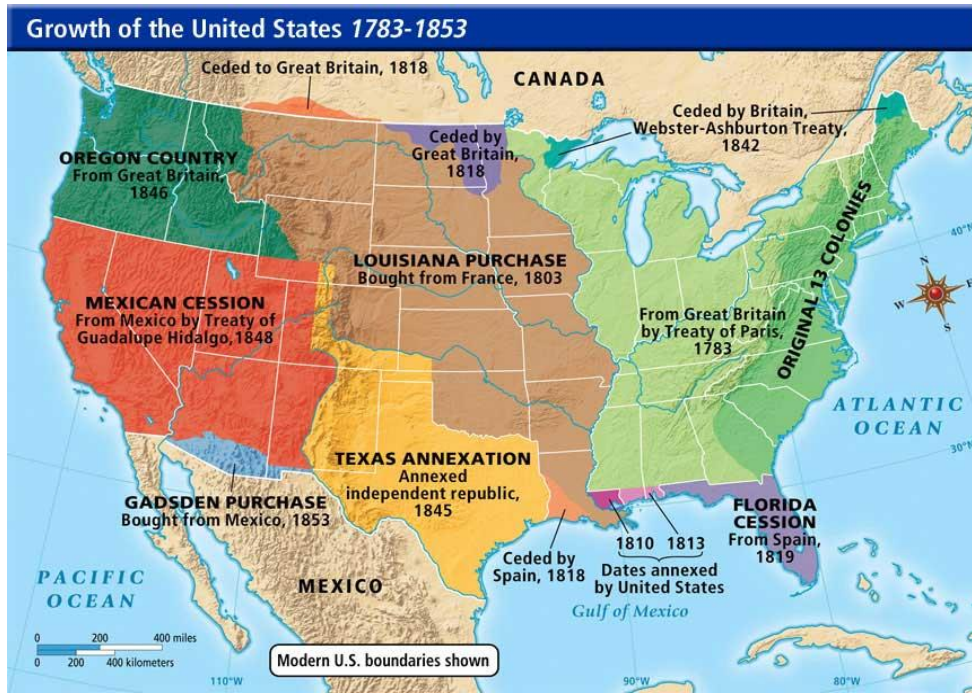 Growth of the United States 1783-1853
Ceded to Great Britain, 1818
CANADA
Ceded by Britain,
Webster-Ashburton Treaty,
1842
Ceded by
Great Britain,
1818
OREGON COUNTRY
From Great Britain,
1846
ORIGINAL 13 COLONIES
40°N
LOUISIANA PURCHASE
Bought from France, 1803
N
W
E
S
MEXICAN CESSION
From Mexico by Treaty of
Guadalupe Hidalgo, 1848
From Great Britain
by Treaty of Paris,
1783
ATLANTIC
OCEAN
30°N
TEXAS ANNEXATION
Annexed
independent republic,
1845
GADSDEN PURCHASE
Bought from Mexico, 1853
FLORIDA
CESSION
From Spain,
1819
1810
1813
Dates annexed
by United States
Ceded by
Spain, 1818
PACIFIC
OCEAN
MEXICO
Gulf of Mexico
0 200 400 miles
0 200 400 kilometers
Modern U.S. boundaries shown
110°W
90°W
80°W